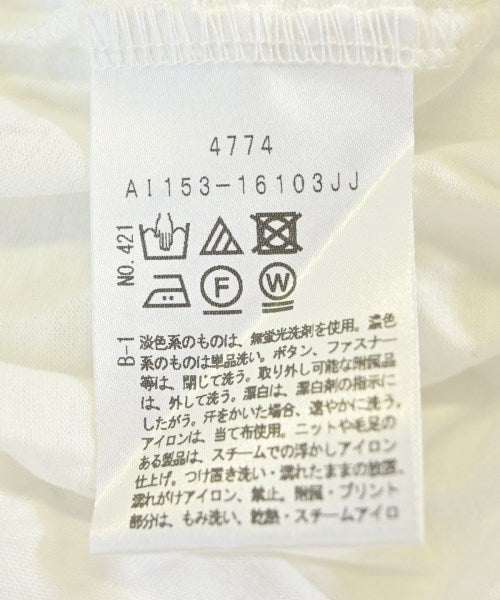 4774
AI153-16103JJ
NO.421
F
W
B-1
淡色系のものは、無蛍光洗剤を使用。濃色
系のものは単品洗い。ボタン、ファスナー
等は、閉じて洗う。取り外し可能な附属品
は、外して洗う。漂白は、漂白剤の指示に
したがう。汗をかいた場合、速やかに洗う。
アイロンは、当て布使用。ニットや毛足の
ある製品は、スチームでの浮かしアイロン
仕上げ。つけ置き洗い・濡れたままの放置、
濡れがけアイロン、禁止。附属・プリント
部分は、もみ洗い、乾熱・スチームアイロ